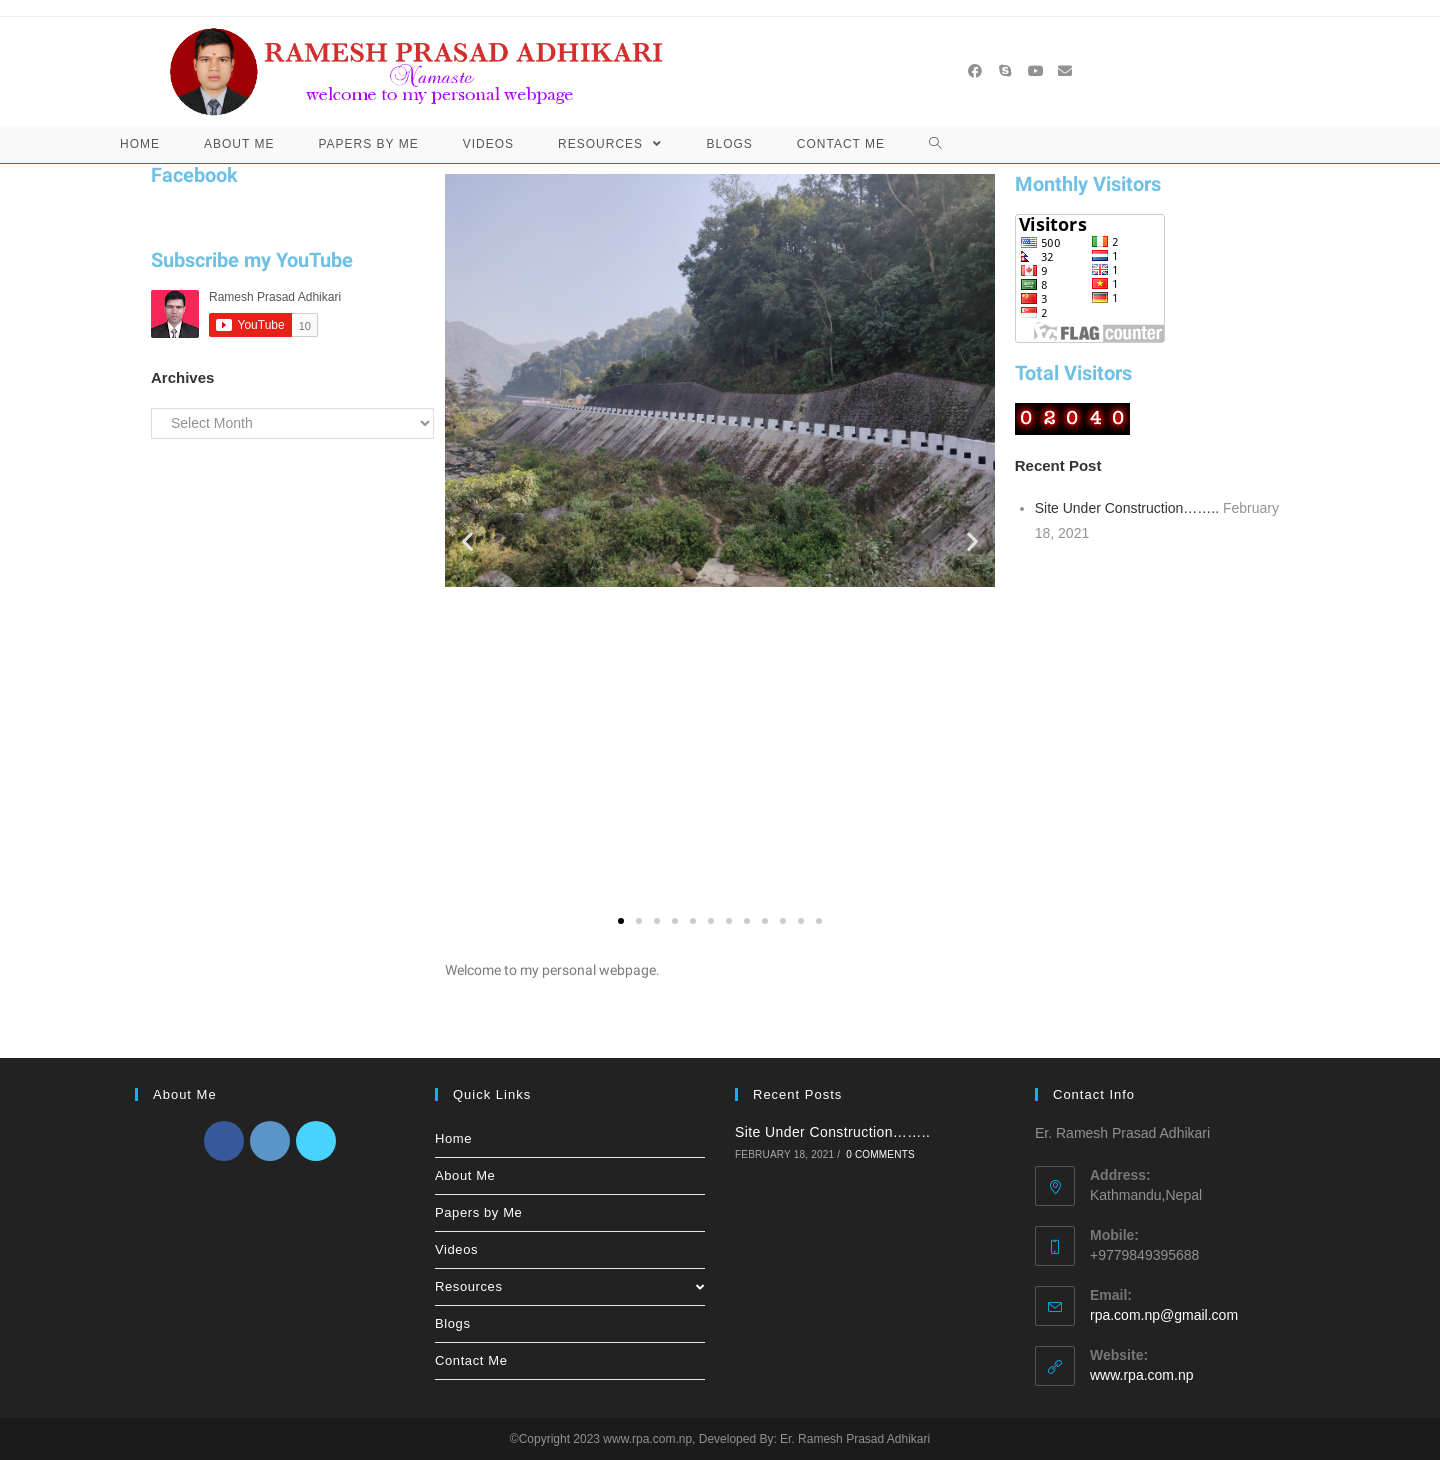 RAMESH PRASAD ADHIKARI
Namaste
welcome to my personal webpage
HOME
ABOUT ME
PAPERS BY ME
VIDEOS
RESOURCES
BLOGS
CONTACT ME
Facebook
Subscribe my YouTube
Ramesh Prasad Adhikari
YouTube 10
Archives
Select Month
Monthly Visitors
Visitors
500 2
32 1
9 1
8 1
3 1
2
FLAG counter
Total Visitors
0 2 0 4 0
Recent Post
Site Under Construction…….. February
18, 2021
Welcome to my personal webpage.
About Me
Quick Links
Home
About Me
Papers by Me
Videos
Resources
Blogs
Contact Me
Recent Posts
Site Under Construction……..
FEBRUARY 18, 2021 / 0 COMMENTS
Contact Info
Er. Ramesh Prasad Adhikari
Address:
Kathmandu,Nepal
Mobile:
+9779849395688
Email:
rpa.com.np@gmail.com
Website:
www.rpa.com.np
©Copyright 2023 www.rpa.com.np, Developed By: Er. Ramesh Prasad Adhikari